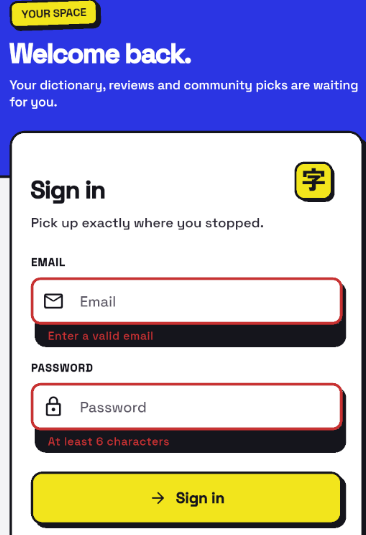 YOUR SPACE
Welcome back.
Your dictionary, reviews and community picks are waiting
for you.
字
Sign in
Pick up exactly where you stopped.
EMAIL
Email
Enter a valid email
PASSWORD
Password
At least 6 characters
→ Sign in